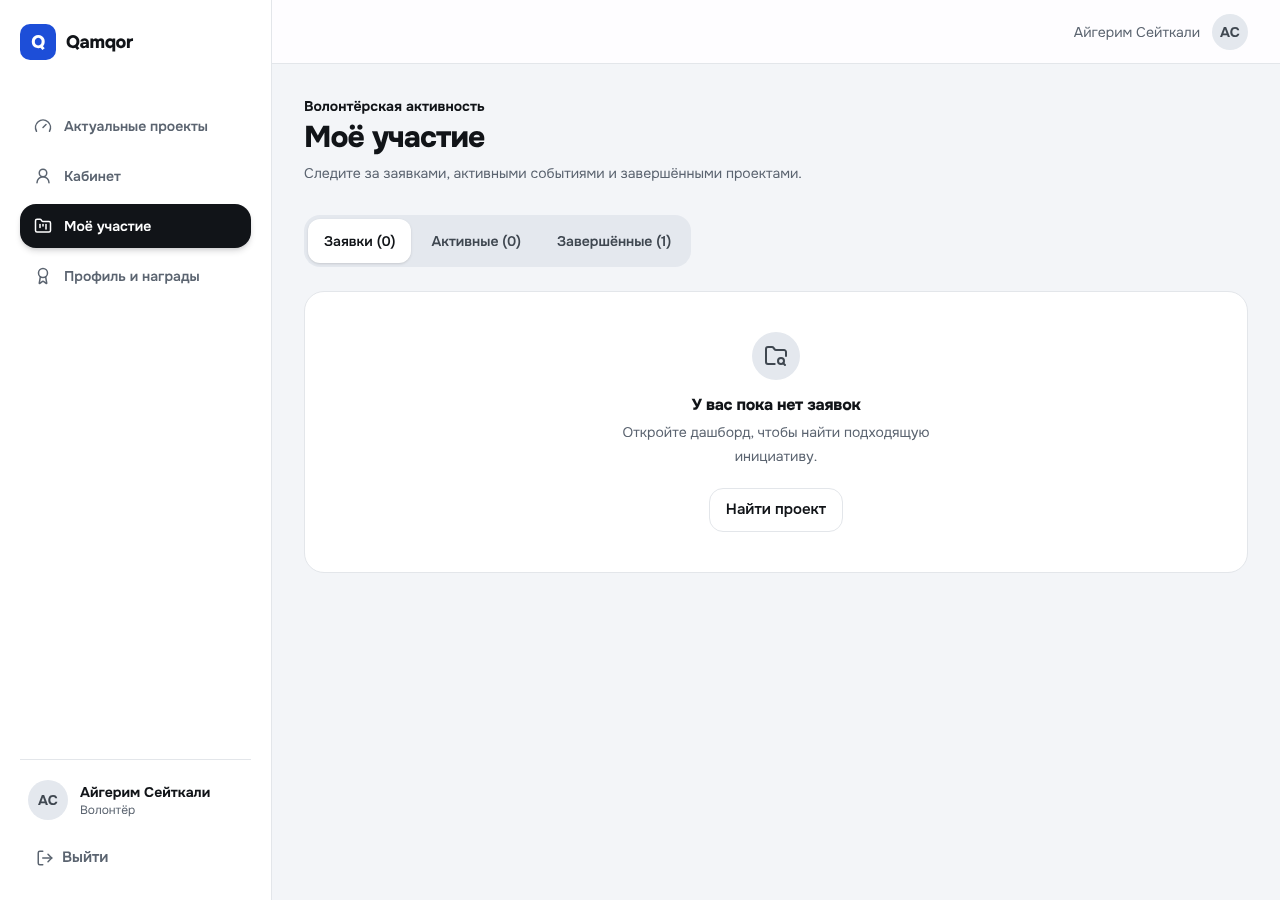 Q Qamqor
Актуальные проекты
Кабинет
Моё участие
Профиль и награды
АС Айгерим Сейткали
Волонтёр
Выйти
Айгерим Сейткали АС
Волонтёрская активность
Моё участие
Следите за заявками, активными событиями и завершёнными проектами.
Заявки (0) Активные (0) Завершённые (1)
У вас пока нет заявок
Откройте дашборд, чтобы найти подходящую
инициативу.
Найти проект